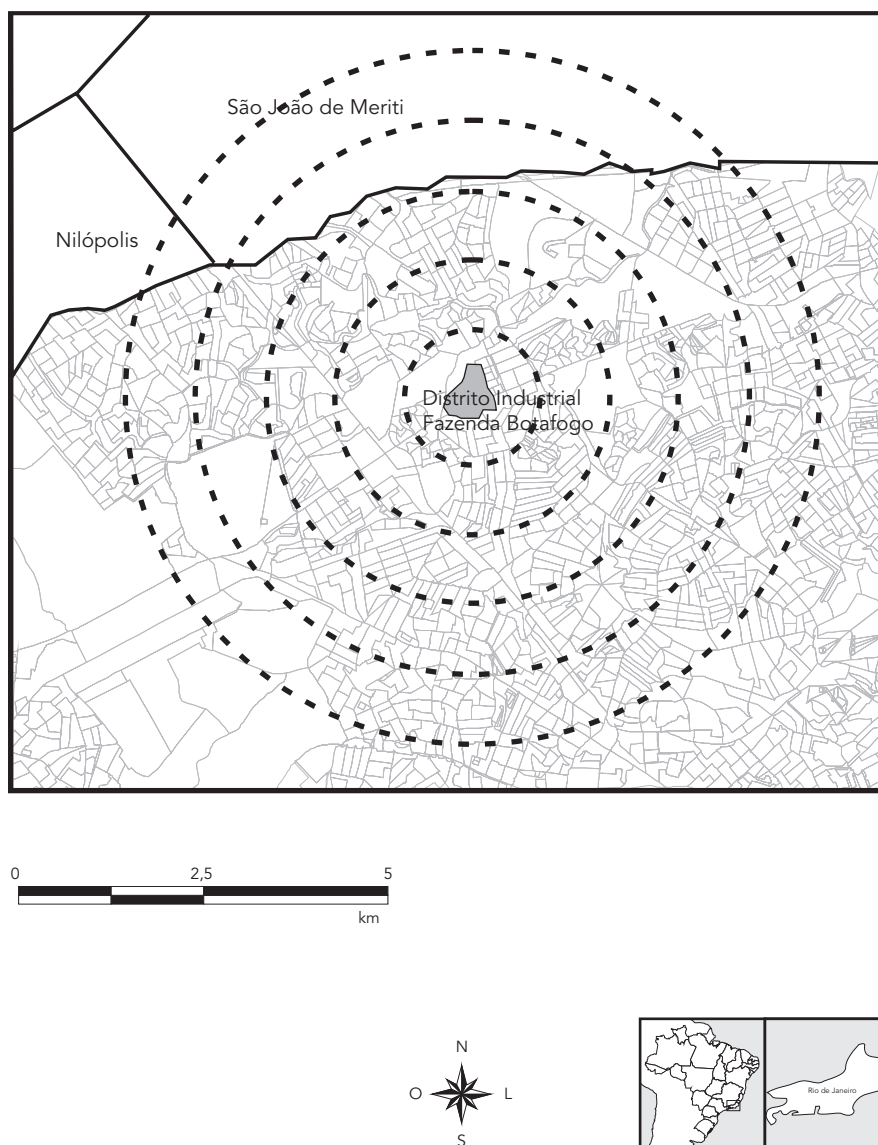 São João de Meriti
Nilópolis
Distrito Industrial
Fazenda Botafogo
0 2,5 5
km
N
O L
S
Rio de Janeiro